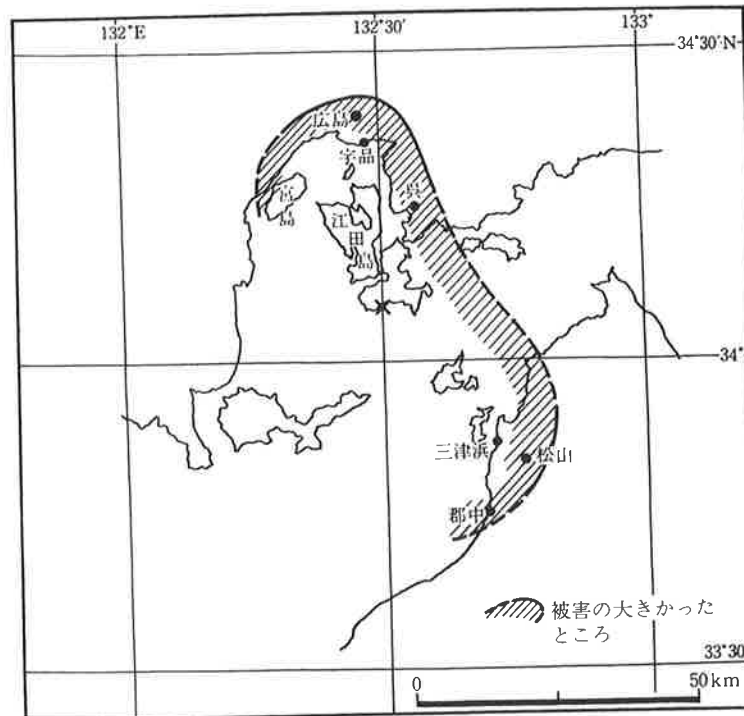 132°E
132°30′
133°
34°30′N
広島
宇品
宮島
呉
江田島
34°
三津浜
松山
郡中
被害の大きかった
ところ
33°30
0
50km